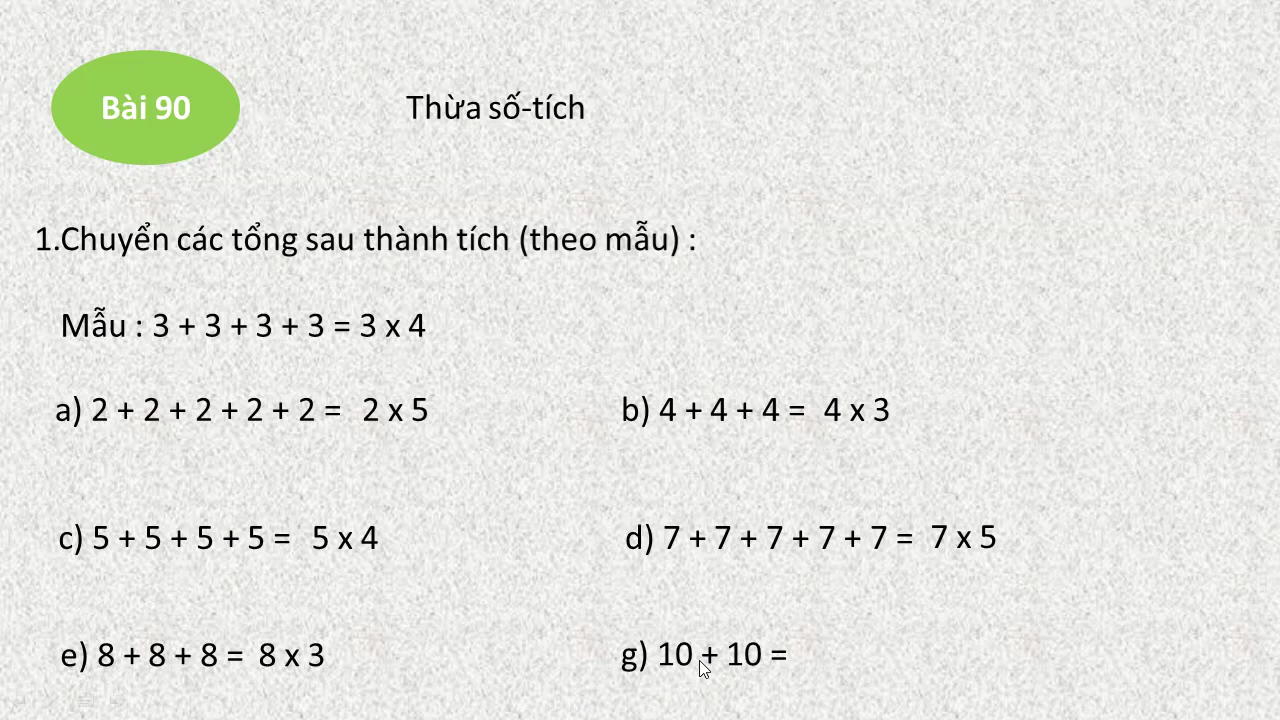 Bài 90
Thừa số-tích
1.Chuyển các tổng sau thành tích (theo mẫu) :
Mẫu : 3 + 3 + 3 + 3 = 3 x 4
a) 2 + 2 + 2 + 2 + 2 = 2 x 5
b) 4 + 4 + 4 = 4 x 3
c) 5 + 5 + 5 + 5 = 5 x 4
d) 7 + 7 + 7 + 7 + 7 = 7 x 5
e) 8 + 8 + 8 = 8 x 3
g) 10 + 10 =